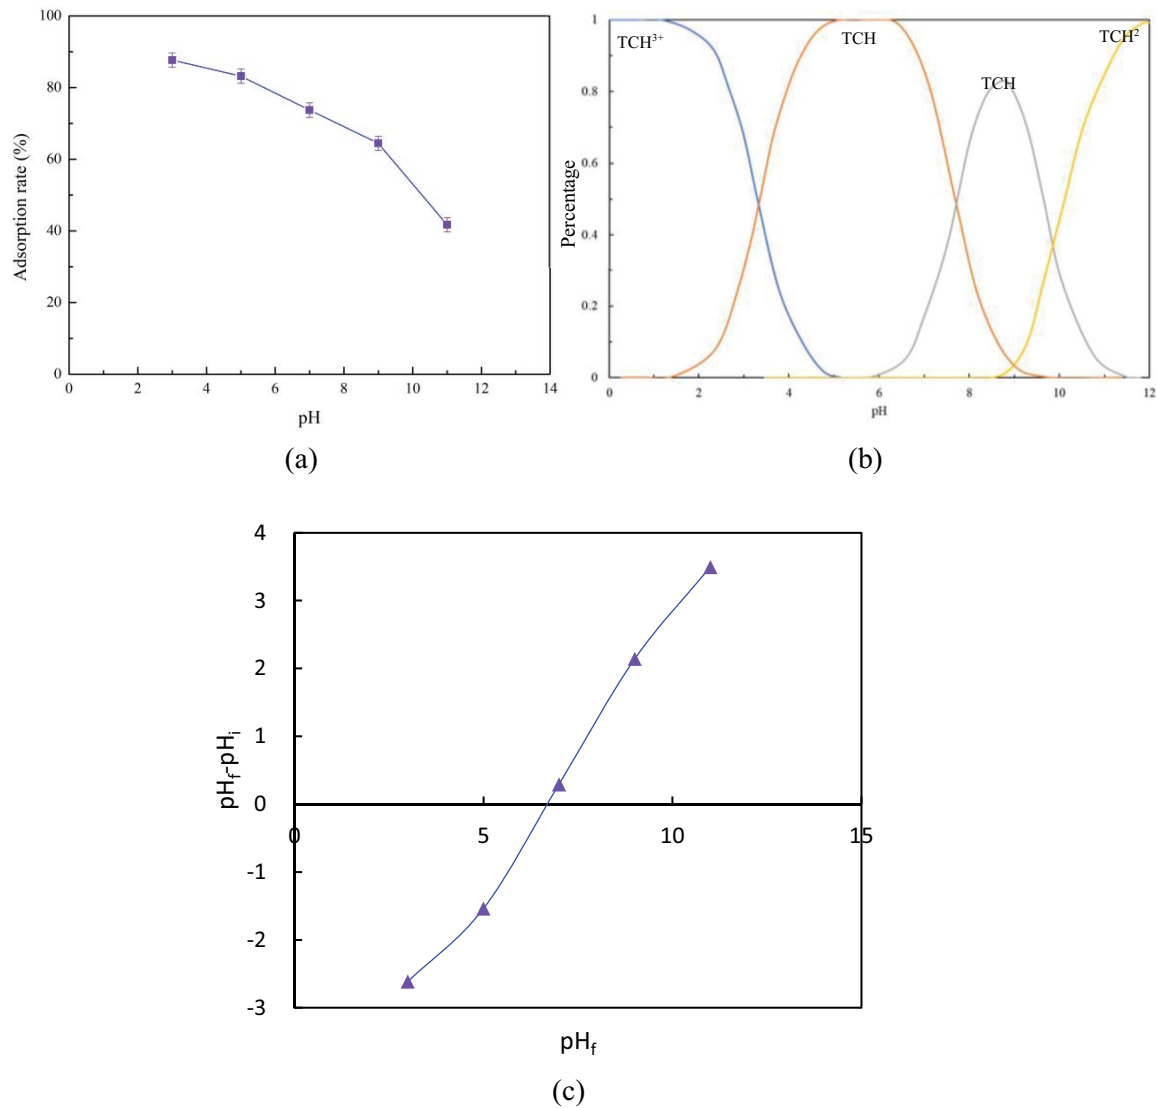 100
80
60
40
20
0
Adsorption rate (%)
0 2 4 6 8 10 12 14
pH
(a)
1
0.8
0.6
0.4
0.2
0
Percentage
TCH³⁺
TCH
TCH
TCH²
0 2 4 6 8 10 12
pH
(b)
4
3
2
1
0
-1
-2
-3
pHf-pHi
0 5 10 15
pHf
(c)